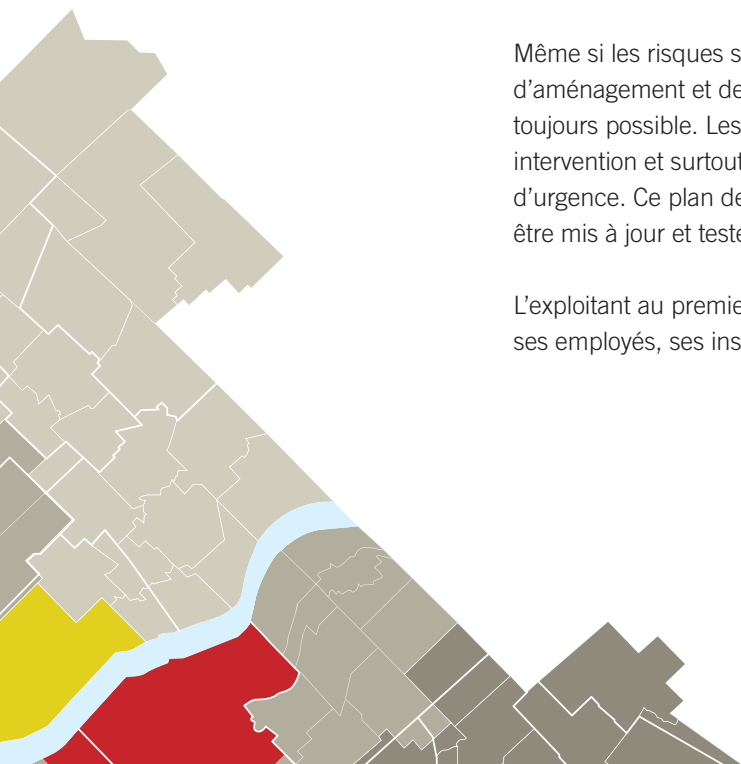 Même si les risques s
d'aménagement et de
toujours possible. Les
intervention et surtout
d'urgence. Ce plan de
être mis à jour et testé
L'exploitant au premie
ses employés, ses ins